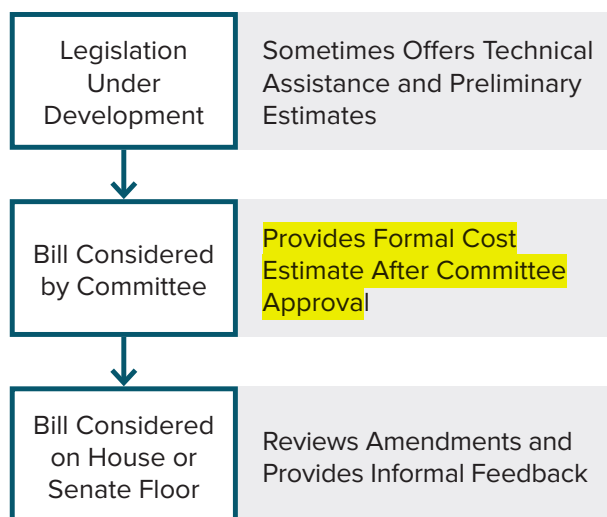 Legislation
Under
Development
Sometimes Offers Technical
Assistance and Preliminary
Estimates
Bill Considered
by Committee
Provides Formal Cost
Estimate After Committee
Approval
Bill Considered
on House or
Senate Floor
Reviews Amendments and
Provides Informal Feedback